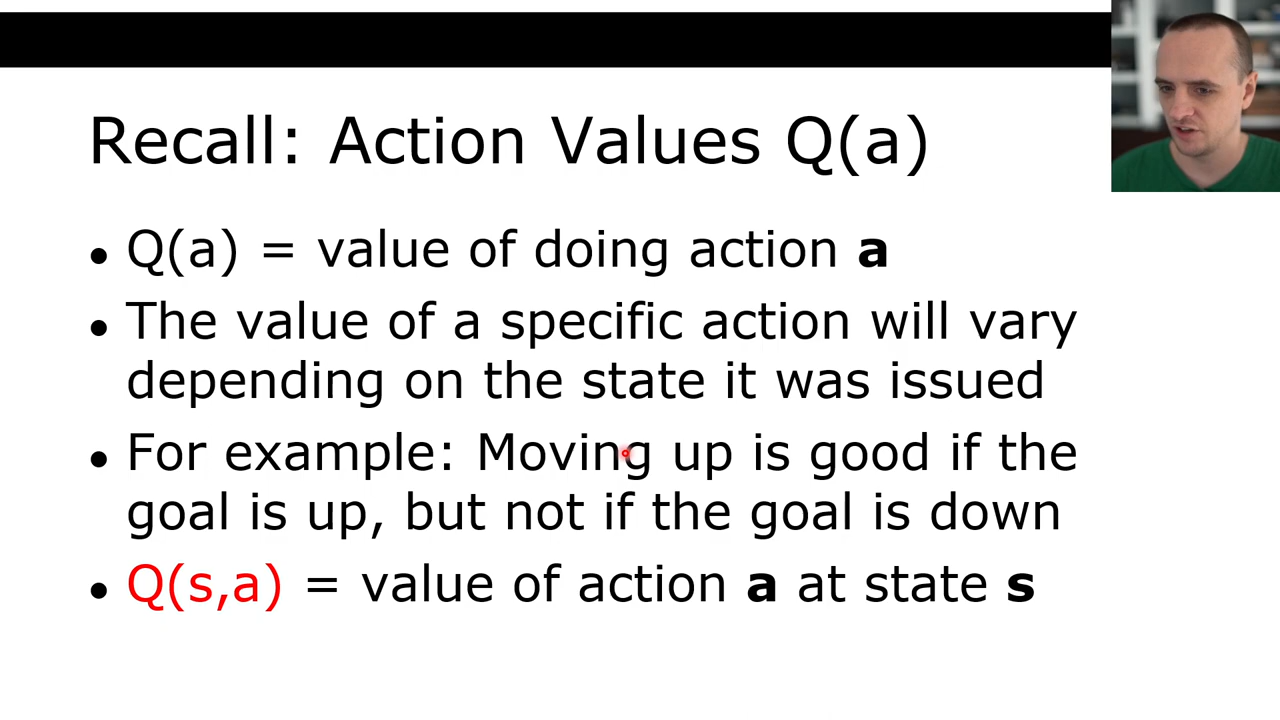 Recall: Action Values Q(a)
• Q(a) = value of doing action a
• The value of a specific action will vary
depending on the state it was issued
• For example: Moving up is good if the
goal is up, but not if the goal is down
• Q(s,a) = value of action a at state s